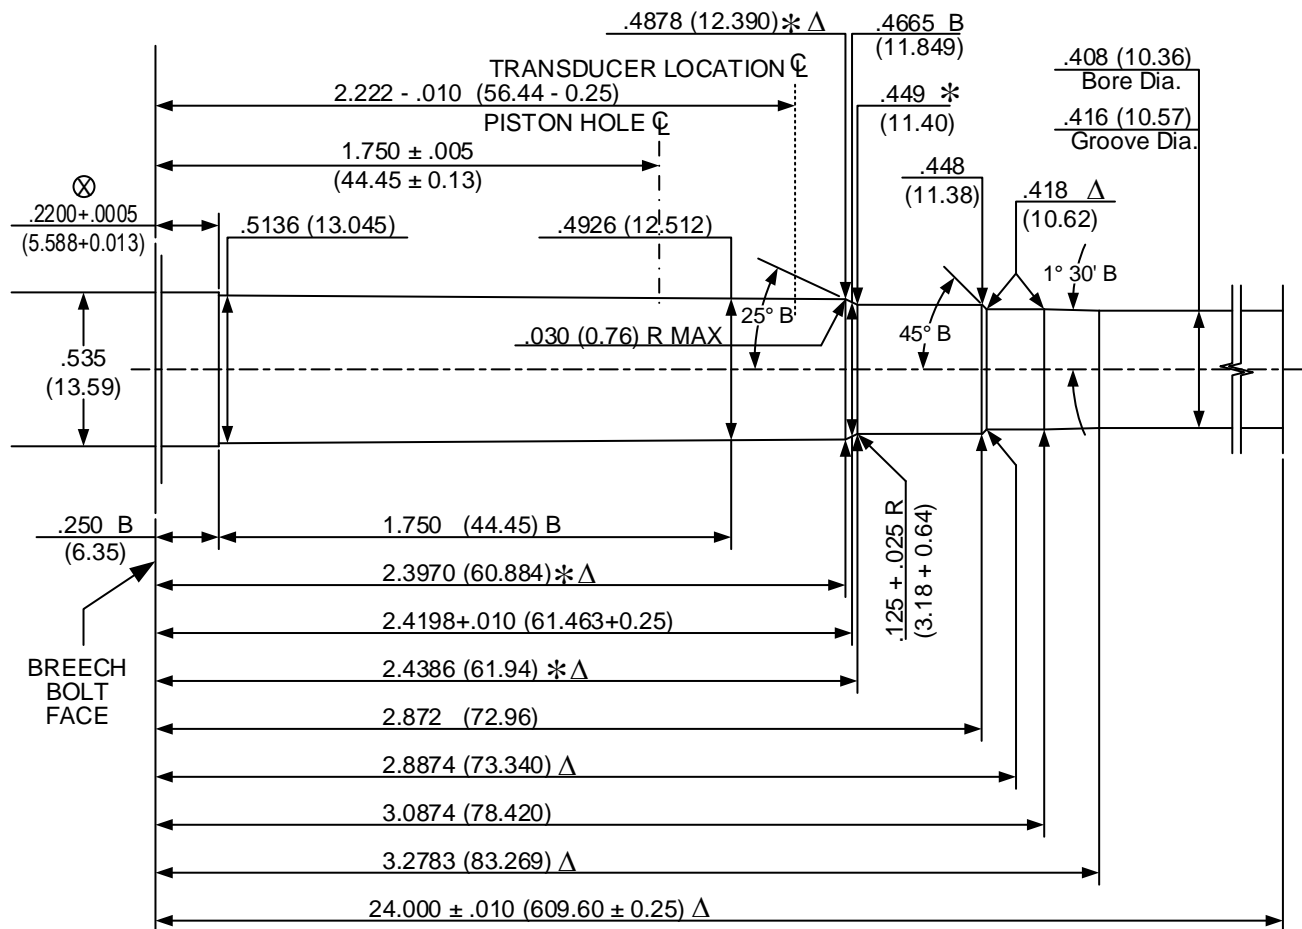 .4878 (12.390)✻ Δ
.4665 B
(11.849)
TRANSDUCER LOCATION ℄
.408 (10.36)
Bore Dia.
2.222 - .010 (56.44 - 0.25)
.449 ✻
(11.40)
PISTON HOLE ℄
.416 (10.57)
Groove Dia.
1.750 ± .005
(44.45 ± 0.13)
.448
(11.38)
.418 Δ
(10.62)
⊗
.2200+.0005
(5.588+0.013)
.5136 (13.045)
.4926 (12.512)
1° 30' B
25° B
45° B
.030 (0.76) R MAX
.535
(13.59)
.250 B
(6.35)
1.750 (44.45) B
.125 + .025 R
(3.18 + 0.64)
2.3970 (60.884)✻ Δ
2.4198+.010 (61.463+0.25)
2.4386 (61.94) ✻ Δ
BREECH
BOLT
FACE
2.872 (72.96)
2.8874 (73.340) Δ
3.0874 (78.420)
3.2783 (83.269) Δ
24.000 ± .010 (609.60 ± 0.25) Δ